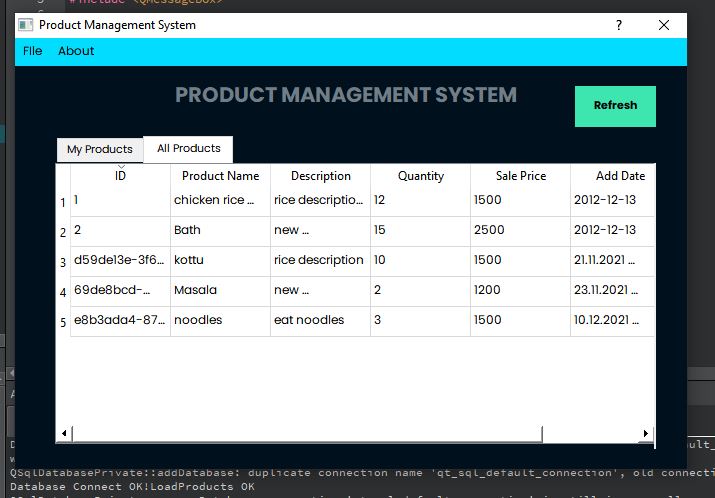 #include <QMessageBox>
Product Management System ? ×
File About
PRODUCT MANAGEMENT SYSTEM
Refresh
My Products All Products
ID Product Name Description Quantity Sale Price Add Date
1 1 chicken rice ... rice descriptio... 12 1500 2012-12-13
2 2 Bath new ... 15 2500 2012-12-13
3 d59de13e-3f6... kottu rice description 10 1500 21.11.2021 ...
4 69de8bcd-... Masala new ... 2 1200 23.11.2021 ...
5 e8b3ada4-87... noodles eat noodles 3 1500 10.12.2021 ...
QSqlDatabasePrivate::addDatabase: duplicate connection name 'qt_sql_default_connection', old connecti
Database Connect OK!LoadProducts OK